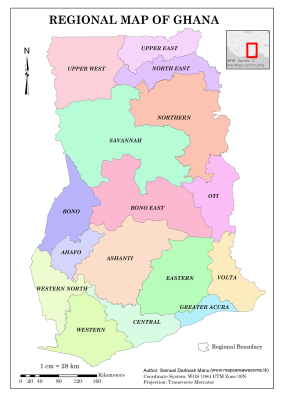 REGIONAL MAP OF GHANA
N
UPPER EAST
UPPER WEST
NORTH EAST
NORTHERN
SAVANNAH
OTI
BONO EAST
BONO
AHAFO
ASHANTI
EASTERN
VOLTA
WESTERN NORTH
GREATER ACCRA
CENTRAL
WESTERN
Regional Boundary
1 cm = 28 km
Kilometers
0 20 40 80 120 160
Author: Samuel Darkwah Manu (www.mapsareawesome.tk)
Coordinate System: WGS 1984 UTM Zone 30N
Projection: Transverse Mercator